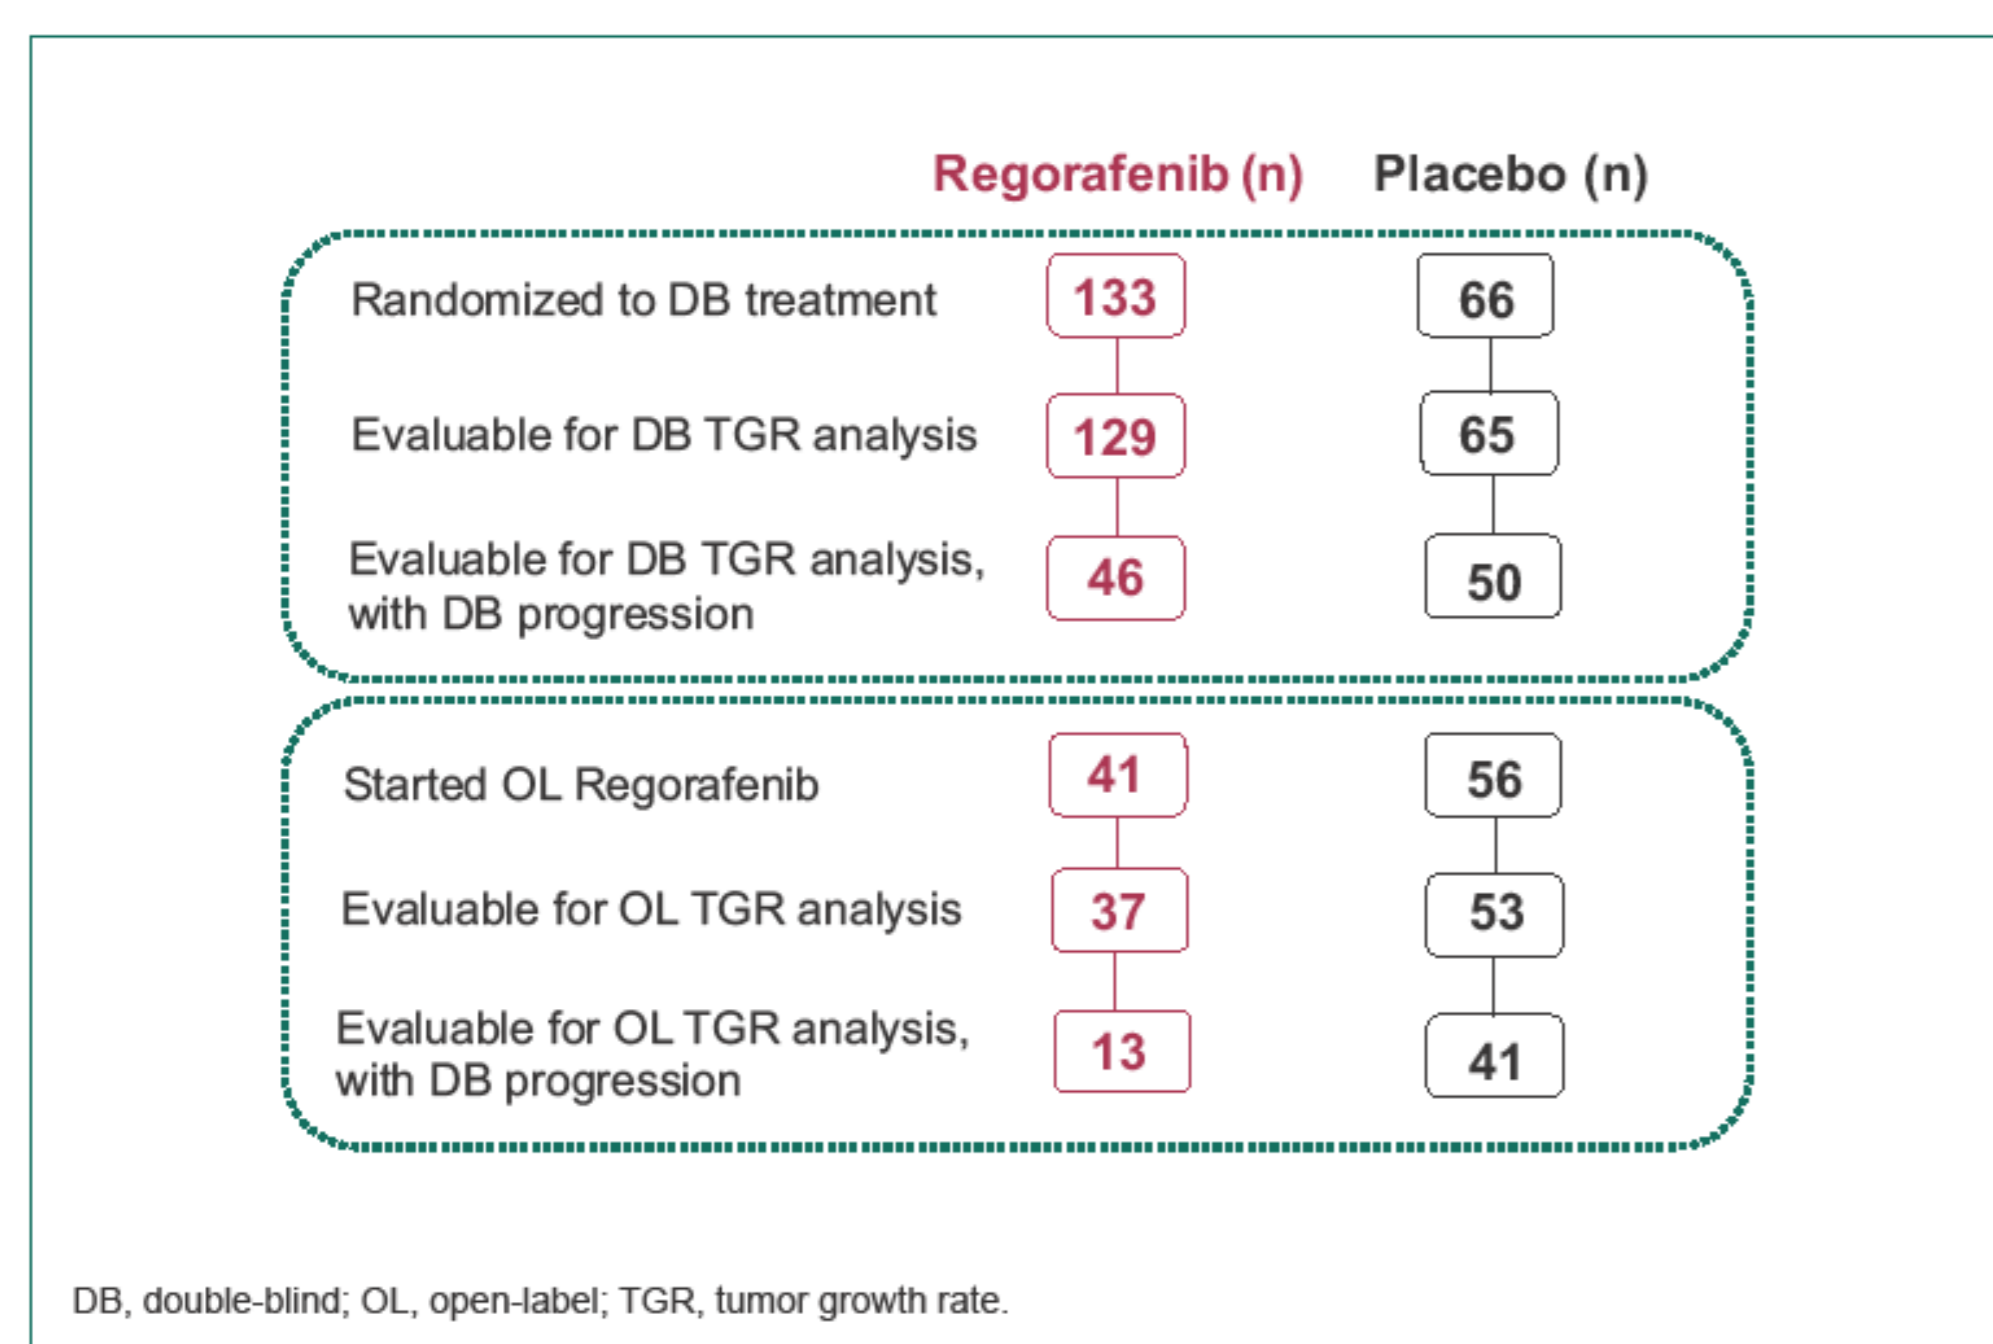 Regorafenib (n) Placebo (n)
Randomized to DB treatment 133 66
Evaluable for DB TGR analysis 129 65
Evaluable for DB TGR analysis,
with DB progression 46 50
Started OL Regorafenib 41 56
Evaluable for OL TGR analysis 37 53
Evaluable for OL TGR analysis,
with DB progression 13 41
DB, double-blind; OL, open-label; TGR, tumor growth rate.